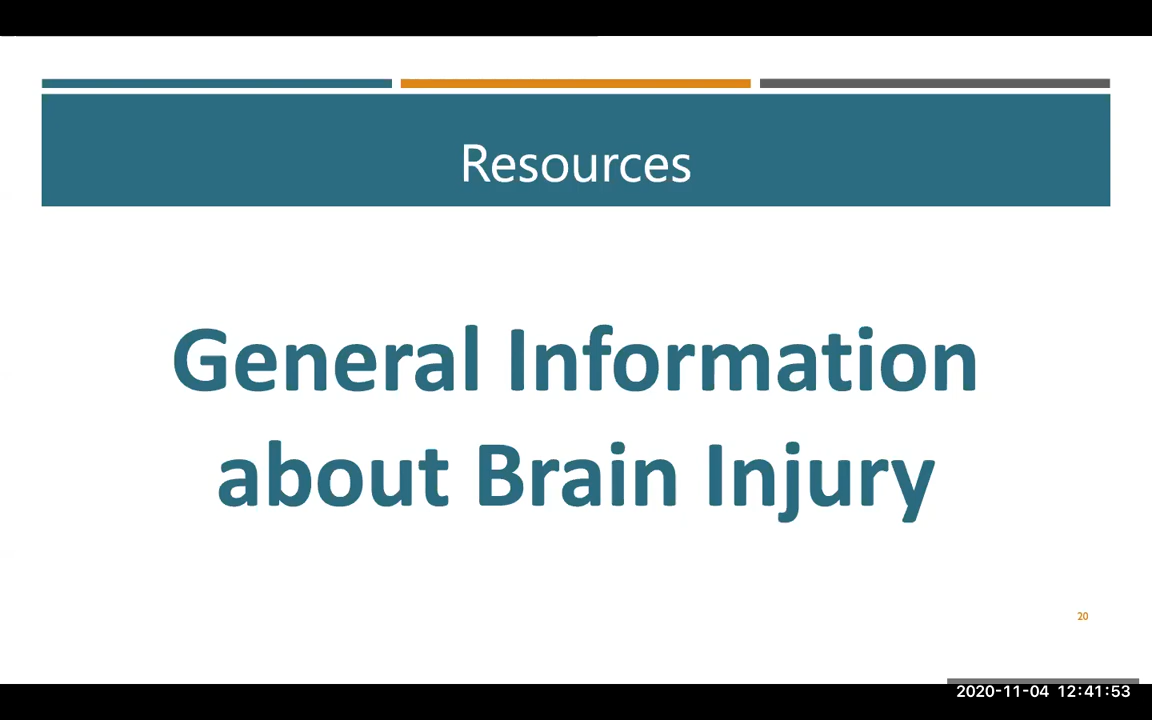 Resources
General Information
about Brain Injury
20
2020-11-04 12:41:53